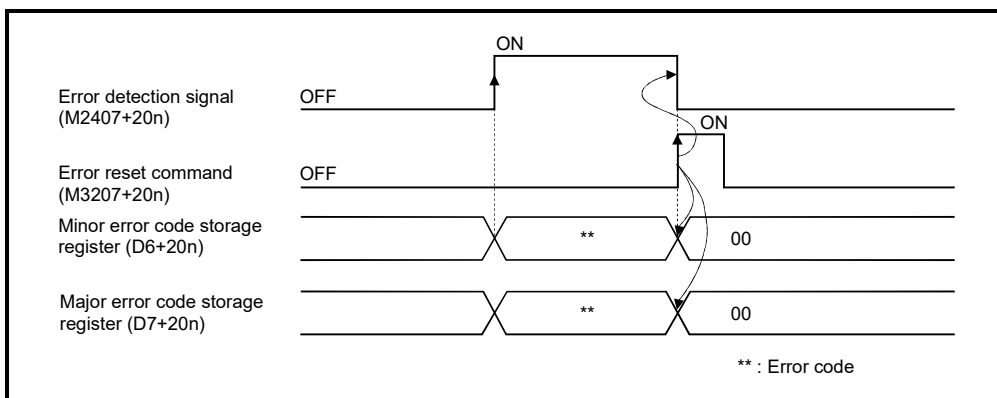 ON
Error detection signal
(M2407+20n)
OFF
ON
Error reset command
(M3207+20n)
OFF
Minor error code storage
register (D6+20n)
**
00
Major error code storage
register (D7+20n)
**
00
** : Error code